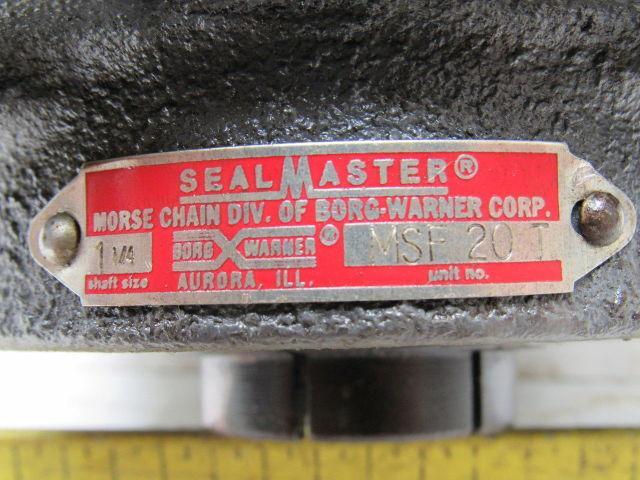 SEALMASTER®
MORSE CHAIN DIV. OF BORG-WARNER CORP.
1 1/4 BORG WARNER® MSF 20 T
shaft size AURORA, ILL. unit no.